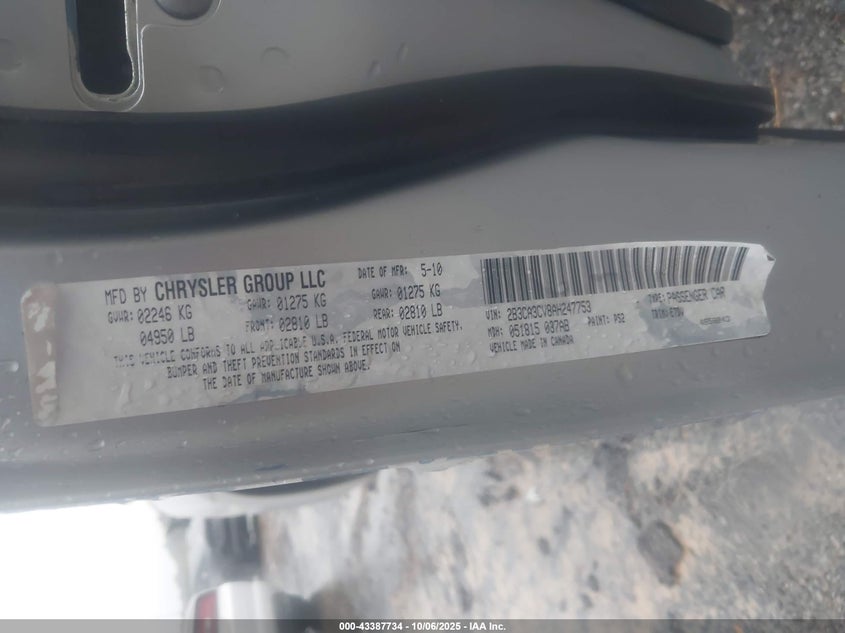 MFD BY CHRYSLER GROUP LLC
DATE OF MFR: 5-10
GVWR: 02246 KG
GAWR: 01275 KG
GAWR: 01275 KG
04950 LB
FRONT: 02810 LB
REAR: 02810 LB
THIS VEHICLE CONFORMS TO ALL APPLICABLE U.S.A. FEDERAL MOTOR VEHICLE SAFETY,
BUMPER AND THEFT PREVENTION STANDARDS IN EFFECT ON
THE DATE OF MANUFACTURE SHOWN ABOVE.
VIN: 2B3CA3CV8AH247753
TYPE: PASSENGER CAR
MDH: 051815 037AB
PAINT: PS2
TRIM:
VEHICLE MADE IN CANADA
000-43387734 - 10/06/2025 - IAA Inc.